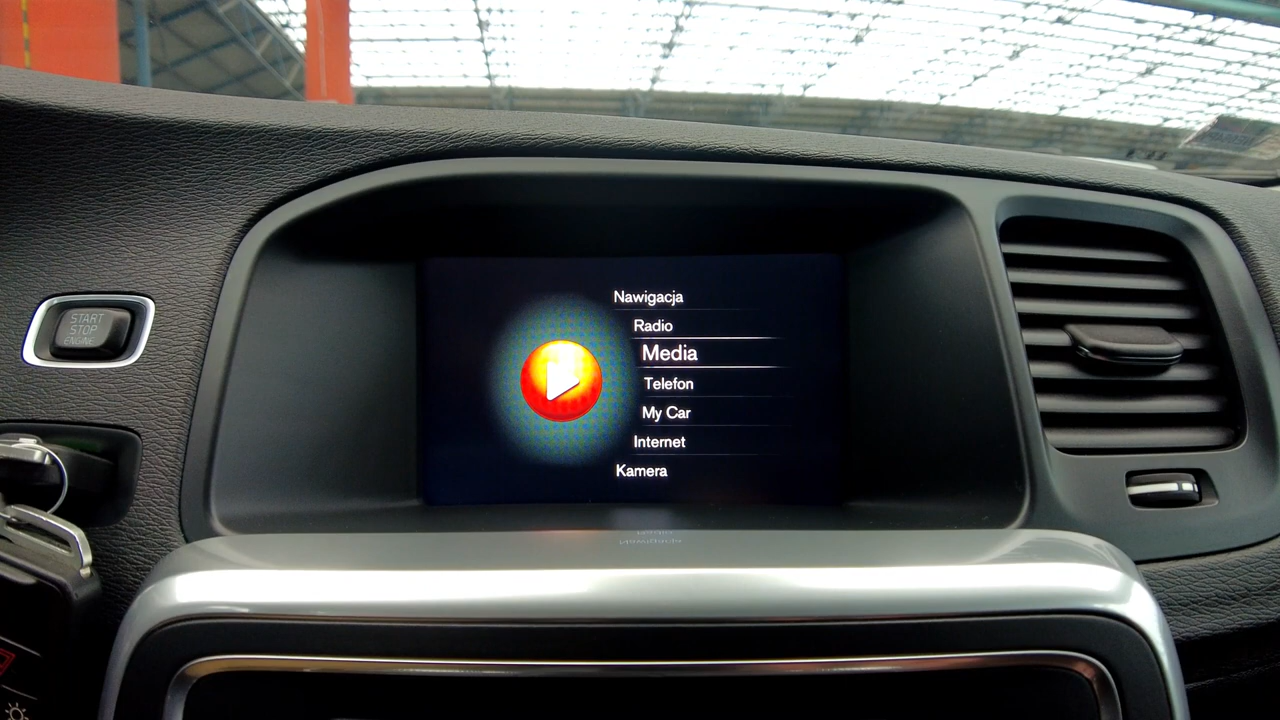 START
STOP
ENGINE
Nawigacja
Radio
Media
Telefon
My Car
Internet
Kamera